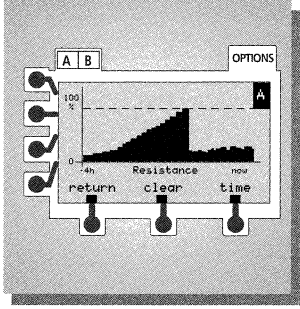 A B
OPTIONS
100
%
A
0
-4h Resistance now
return clear time